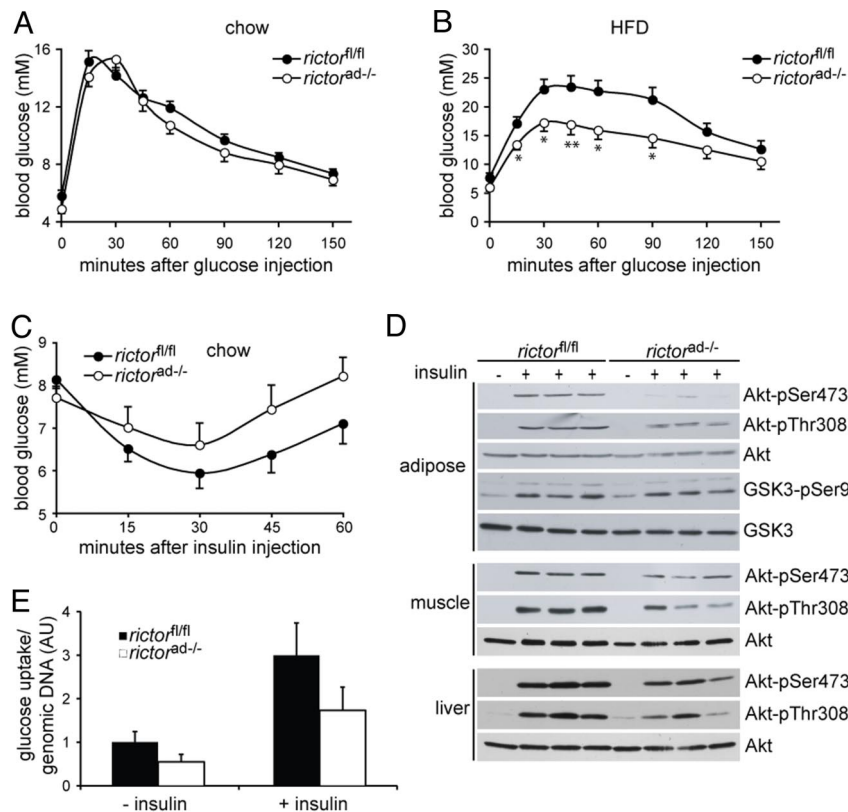 A
chow
blood glucose (mM)
16
12
8
4
rictorfl/fl
rictorad-/-
0 30 60 90 120 150
minutes after glucose injection
B
HFD
blood glucose (mM)
40
35
30
25
20
15
10
5
0
rictorfl/fl
rictorad-/-
* * ** * *
0 30 60 90 120 150
minutes after glucose injection
C
chow
blood glucose (mM)
9
8
7
6
5
rictorfl/fl
rictorad-/-
0 15 30 45 60
minutes after insulin injection
D
rictorfl/fl rictorad-/-
insulin - + + + - + + +
adipose
Akt-pSer473
Akt-pThr308
Akt
GSK3-pSer9
GSK3
muscle
Akt-pSer473
Akt-pThr308
Akt
liver
Akt-pSer473
Akt-pThr308
Akt
E
glucose uptake/
genomic DNA (AU)
4
3
2
1
0
rictorfl/fl
rictorad-/-
- insulin + insulin